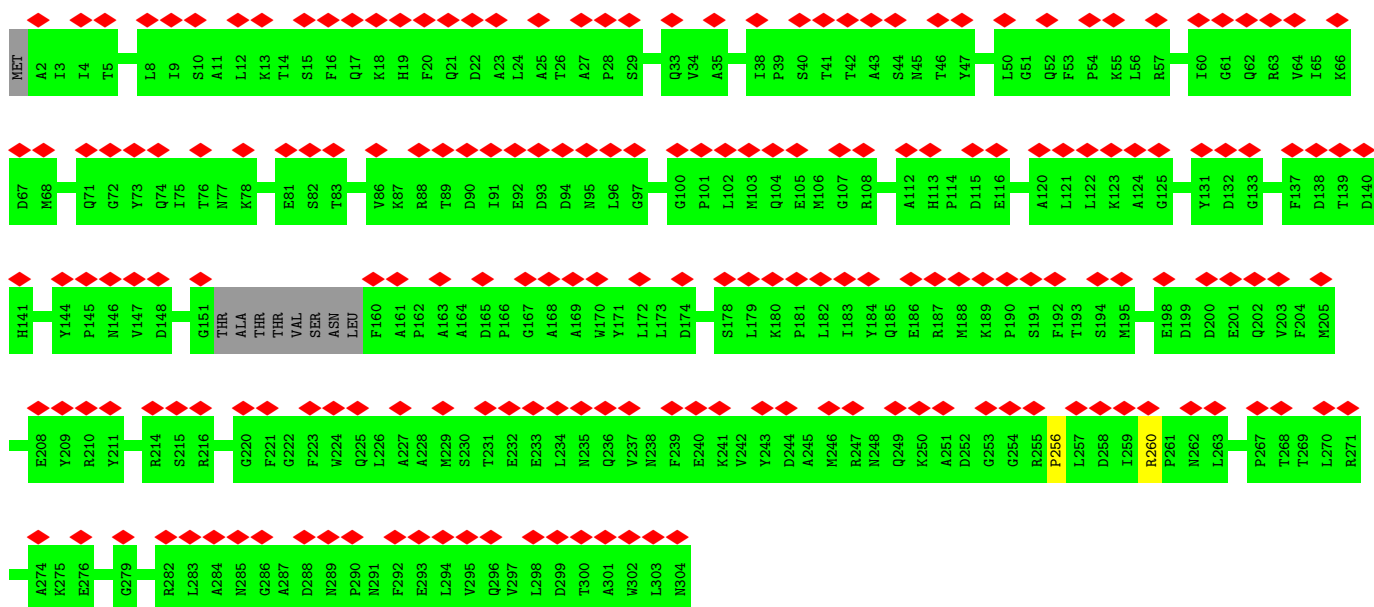 MET A2 I3 I4 T5 L8 I9 S10 A11 L12 K13 T14 S15 F16 Q17 K18 H19 F20 Q21 D22 A23 L24 A25 T26 A27 P28 S29 Q33 V34 A35 I38 P39 S40 T41 T42 A43 S44 N45 T46 Y47 L50 G51 Q52 F53 P54 K55 L56 R57 I60 G61 Q62 R63 V64 I65 K66
D67 M68 Q71 G72 Y73 Q74 I75 T76 N77 K78 E81 S82 T83 V86 K87 R88 T89 D90 I91 E92 D93 D94 N95 L96 G97 G100 P101 L102 M103 Q104 E105 M106 G107 R108 A112 H113 P114 D115 E116 A120 L121 L122 K123 A124 G125 Y131 D132 G133 F137 D138 T139 D140
H141 Y144 P145 N146 V147 D148 G151 THR ALA THR THR VAL SER ASN LEU F160 A161 P162 A163 A164 D165 P166 G167 A168 A169 W170 Y171 L172 L173 D174 S178 L179 K180 P181 L182 I183 Y184 Q185 E186 R187 M188 K189 P190 S191 F192 T193 S194 M195 E198 D199 D200 E201 Q202 V203 F204 M205
E208 Y209 R210 Y211 R214 S215 R216 G220 F221 G222 F223 W224 Q225 L226 A227 A228 M229 S230 T231 E232 E233 L234 N235 Q236 V237 N238 F239 E240 K241 V242 Y243 D244 A245 M246 R247 N248 Q249 K250 A251 D252 G253 G254 R255 P256 L257 D258 I259 R260 P261 N262 L263 P267 T268 T269 L270 R271
A274 K275 E276 G279 R282 L283 A284 N285 G286 A287 D288 N289 P290 N291 F292 E293 L294 V295 Q296 V297 L298 D299 T300 A301 W302 L303 N304